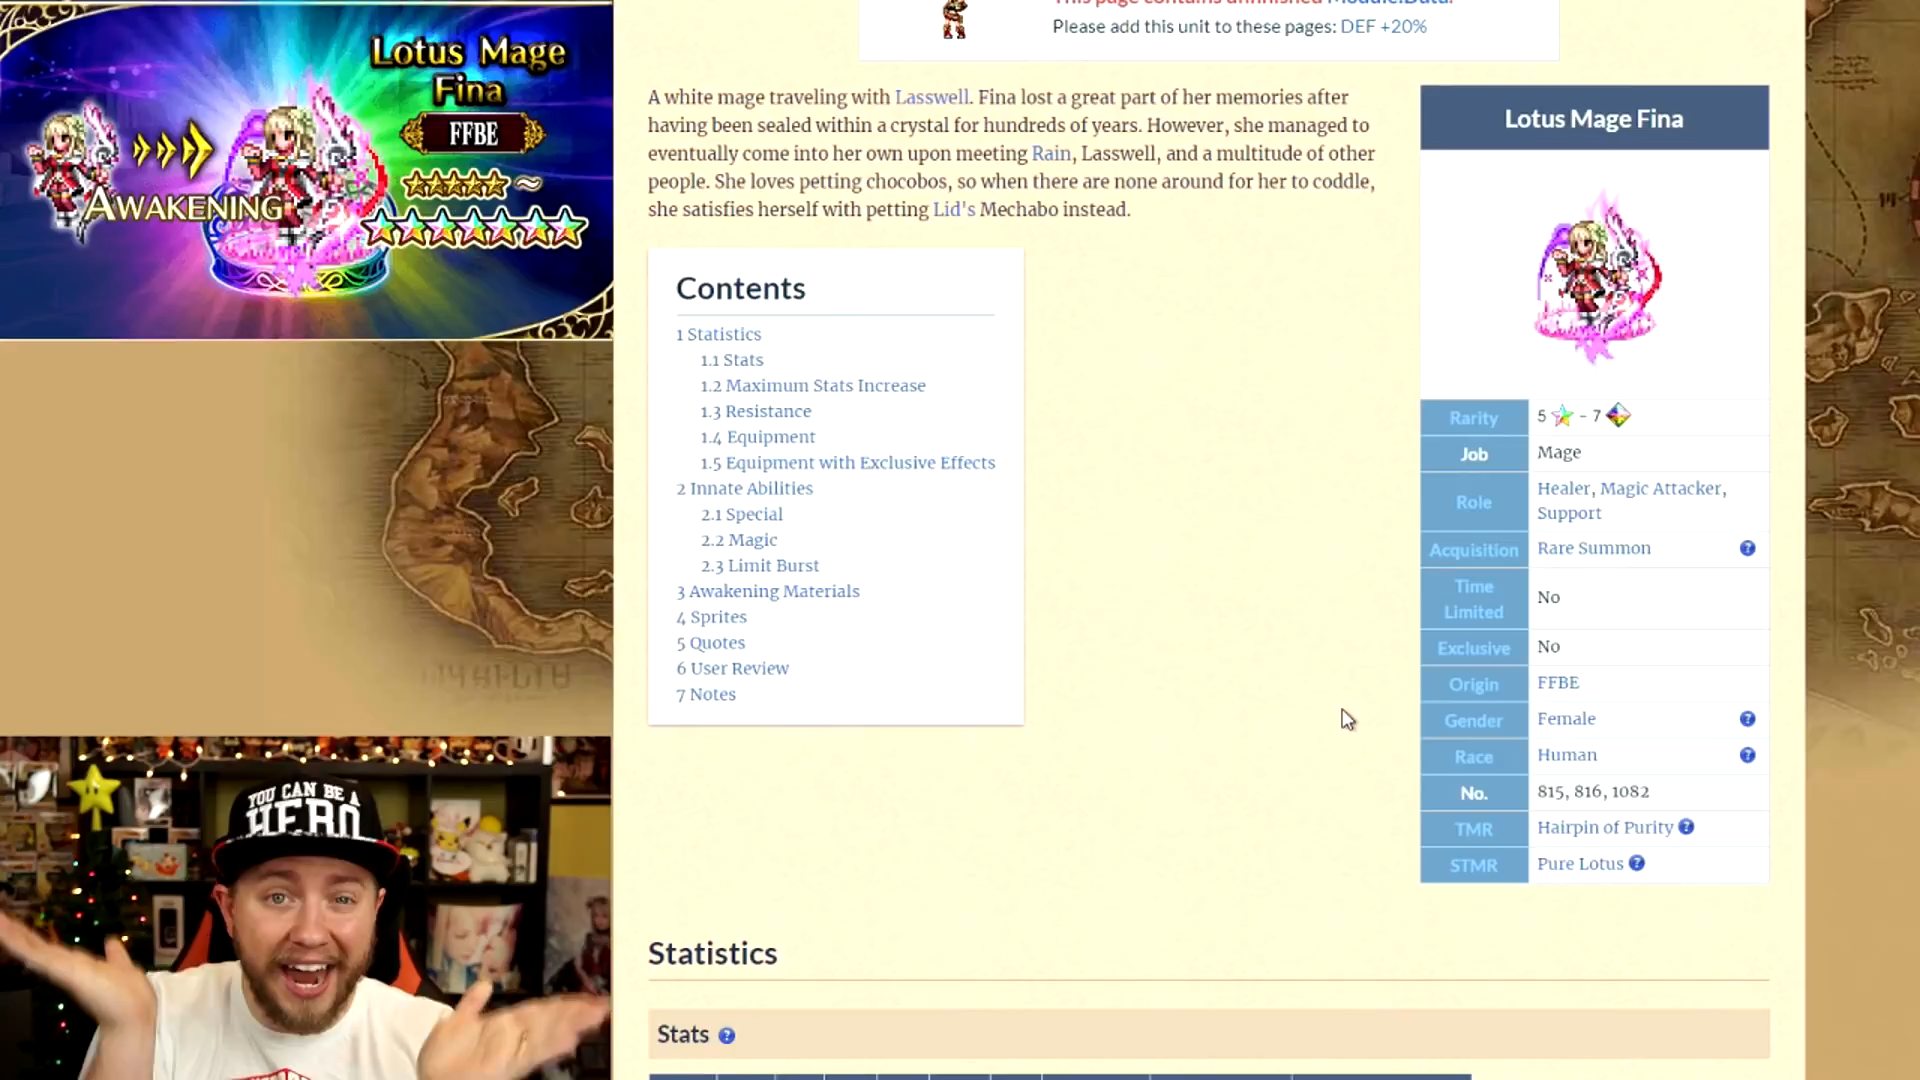 Lotus Mage
Fina
FFBE
AWAKENING
YOU CAN BE A
HERO
Please add this unit to these pages: DEF +20%
A white mage traveling with Lasswell. Fina lost a great part of her memories after
having been sealed within a crystal for hundreds of years. However, she managed to
eventually come into her own upon meeting Rain, Lasswell, and a multitude of other
people. She loves petting chocobos, so when there are none around for her to coddle,
she satisfies herself with petting Lid's Mechabo instead.
Contents
1 Statistics
1.1 Stats
1.2 Maximum Stats Increase
1.3 Resistance
1.4 Equipment
1.5 Equipment with Exclusive Effects
2 Innate Abilities
2.1 Special
2.2 Magic
2.3 Limit Burst
3 Awakening Materials
4 Sprites
5 Quotes
6 User Review
7 Notes
Lotus Mage Fina
Rarity 5 - 7
Job Mage
Role Healer, Magic Attacker,
Support
Acquisition Rare Summon ?
Time
Limited No
Exclusive No
Origin FFBE
Gender Female ?
Race Human ?
No. 815, 816, 1082
TMR Hairpin of Purity ?
STMR Pure Lotus ?
Statistics
Stats ?